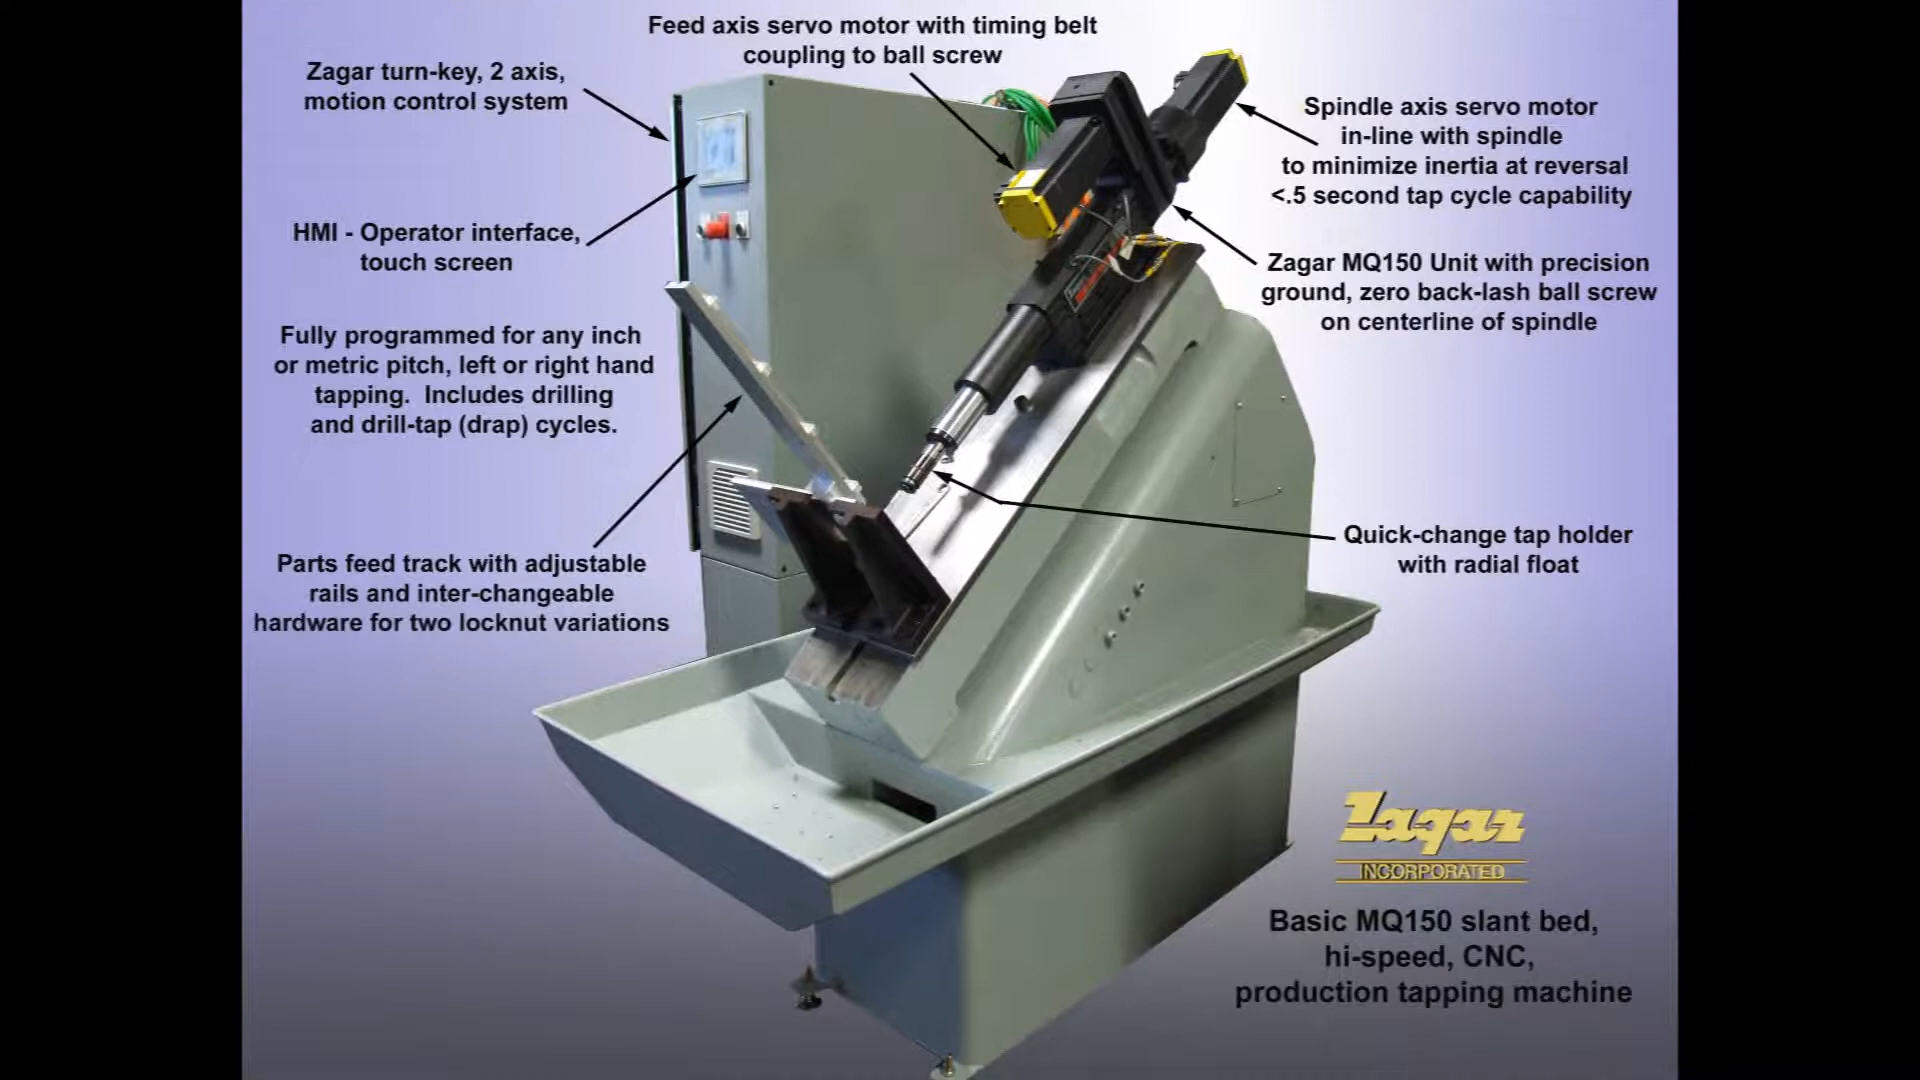 Feed axis servo motor with timing belt
coupling to ball screw
Zagar turn-key, 2 axis,
motion control system
Spindle axis servo motor
in-line with spindle
to minimize inertia at reversal
<.5 second tap cycle capability
HMI - Operator interface,
touch screen
Zagar MQ150 Unit with precision
ground, zero back-lash ball screw
on centerline of spindle
Fully programmed for any inch
or metric pitch, left or right hand
tapping.  Includes drilling
and drill-tap (drap) cycles.
Quick-change tap holder
with radial float
Parts feed track with adjustable
rails and inter-changeable
hardware for two locknut variations
Zagar
INCORPORATED
Basic MQ150 slant bed,
hi-speed, CNC,
production tapping machine